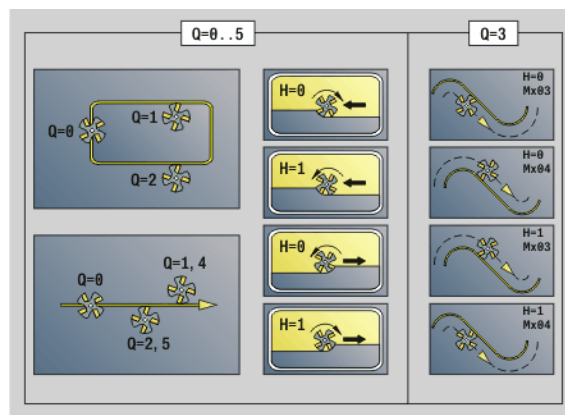 Q=0..5
Q=3
Q=0
Q=1
Q=2
Q=0
Q=1,4
Q=2,5
H=0
H=1
H=0
H=1
H=0
Mx03
H=0
Mx04
H=1
Mx03
H=1
Mx04